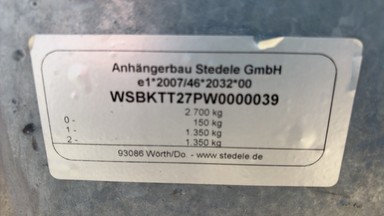 Anhängerbau Stedele GmbH
e1*2007/46*2032*00
WSBKTT27PW0000039
2.700 kg
0- 150 kg
1- 1.350 kg
2- 1.350 kg
93086 Wörth/Do. - www.stedele.de